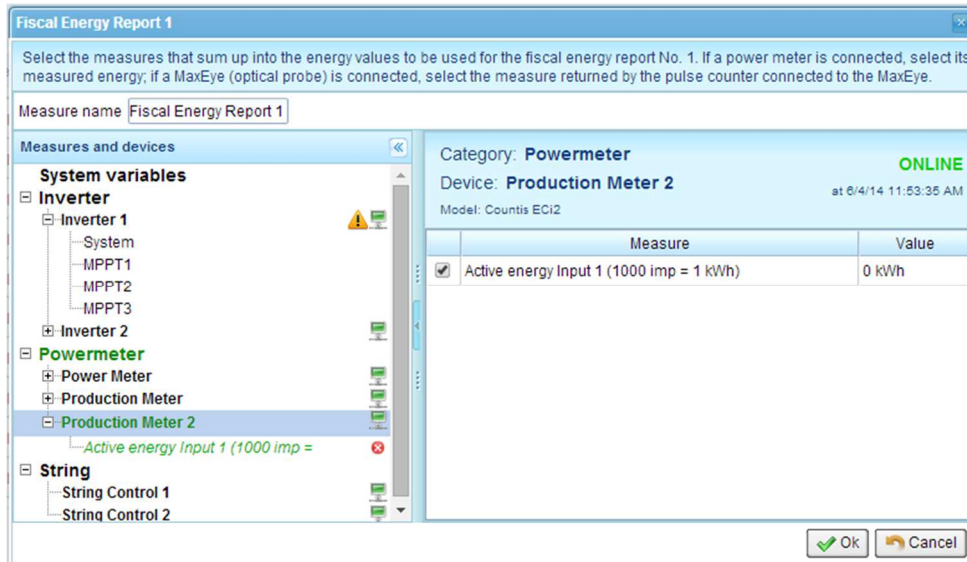 Fiscal Energy Report 1
Select the measures that sum up into the energy values to be used for the fiscal energy report No. 1. If a power meter is connected, select its
measured energy; if a MaxEye (optical probe) is connected, select the measure returned by the pulse counter connected to the MaxEye.
Measure name Fiscal Energy Report 1
Measures and devices
System variables
Inverter
Inverter 1
System
MPPT1
MPPT2
MPPT3
Inverter 2
Powermeter
Power Meter
Production Meter
Production Meter 2
Active energy Input 1 (1000 imp =
String
String Control 1
String Control 2
Category: Powermeter
ONLINE
Device: Production Meter 2
at 6/4/14 11:53:35 AM
Model: Countis ECi2
Measure Value
Active energy Input 1 (1000 imp = 1 kWh) 0 kWh
Ok Cancel